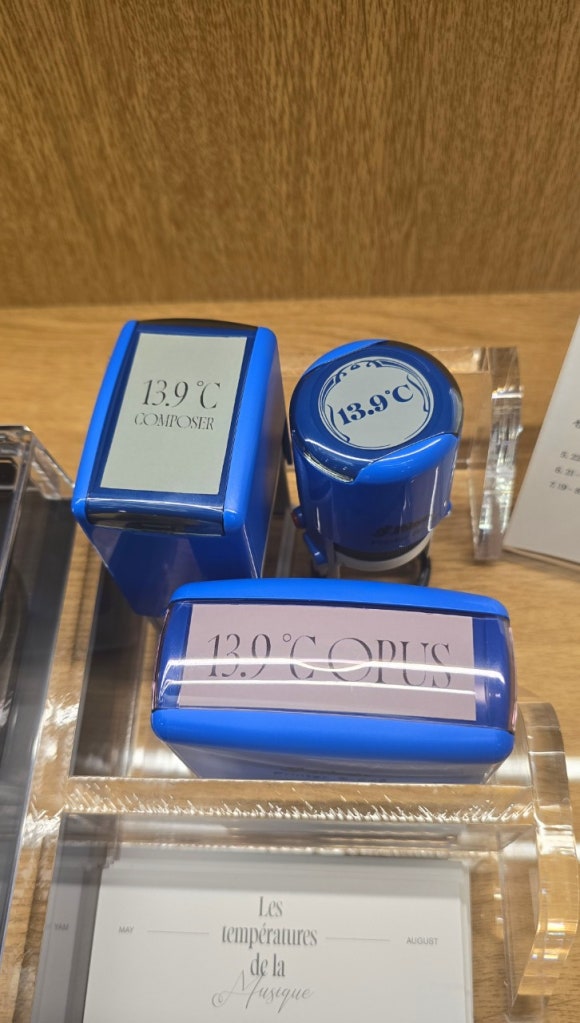 13.9 °C
COMPOSER
13.9°C
13.9 °C OPUS
Les
MAY
températures
AUGUST
de la
Musique